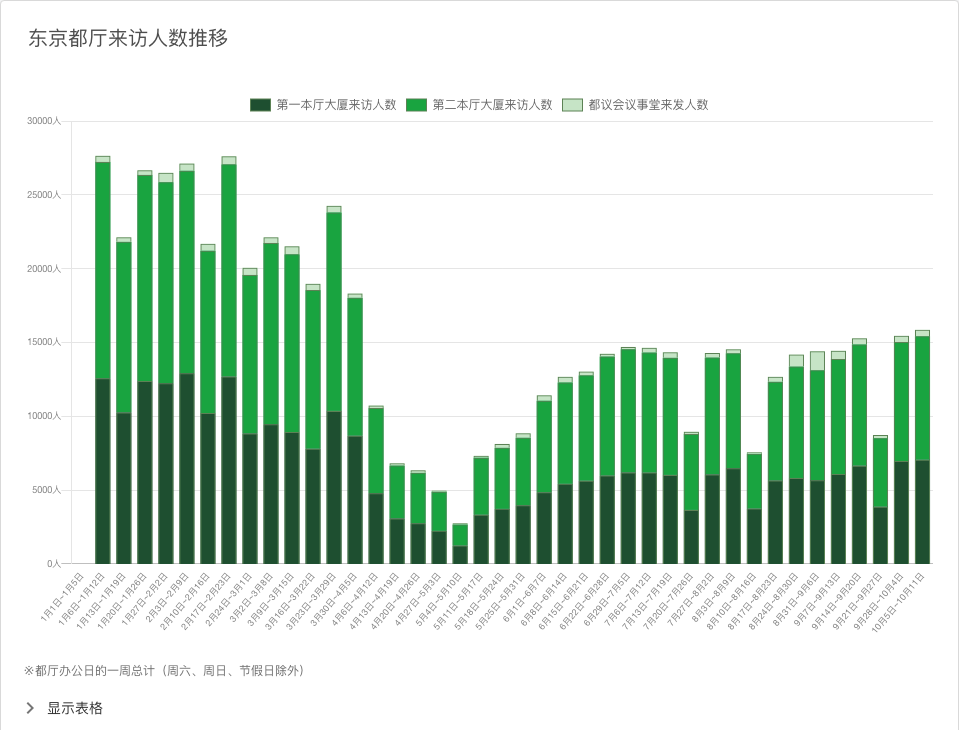 东京都厅来访人数推移
第一本厅大厦来访人数 第二本厅大厦来访人数 都议会议事堂来发人数
30000人
25000人
20000人
15000人
10000人
5000人
0人
1月1日~1月5日
1月6日~1月12日
1月13日~1月19日
1月20日~1月26日
1月27日~2月2日
2月3日~2月9日
2月10日~2月16日
2月17日~2月23日
2月24日~3月1日
3月2日~3月8日
3月9日~3月15日
3月16日~3月22日
3月23日~3月29日
3月30日~4月5日
4月6日~4月12日
4月13日~4月19日
4月20日~4月26日
4月27日~5月3日
5月4日~5月10日
5月11日~5月17日
5月18日~5月24日
5月25日~5月31日
6月1日~6月7日
6月8日~6月14日
6月15日~6月21日
6月22日~6月28日
6月29日~7月5日
7月6日~7月12日
7月13日~7月19日
7月20日~7月26日
7月27日~8月2日
8月3日~8月9日
8月10日~8月16日
8月17日~8月23日
8月24日~8月30日
8月31日~9月6日
9月7日~9月13日
9月14日~9月20日
9月21日~9月27日
9月28日~10月4日
10月5日~10月11日
※都厅办公日的一周总计（周六、周日、节假日除外）
显示表格